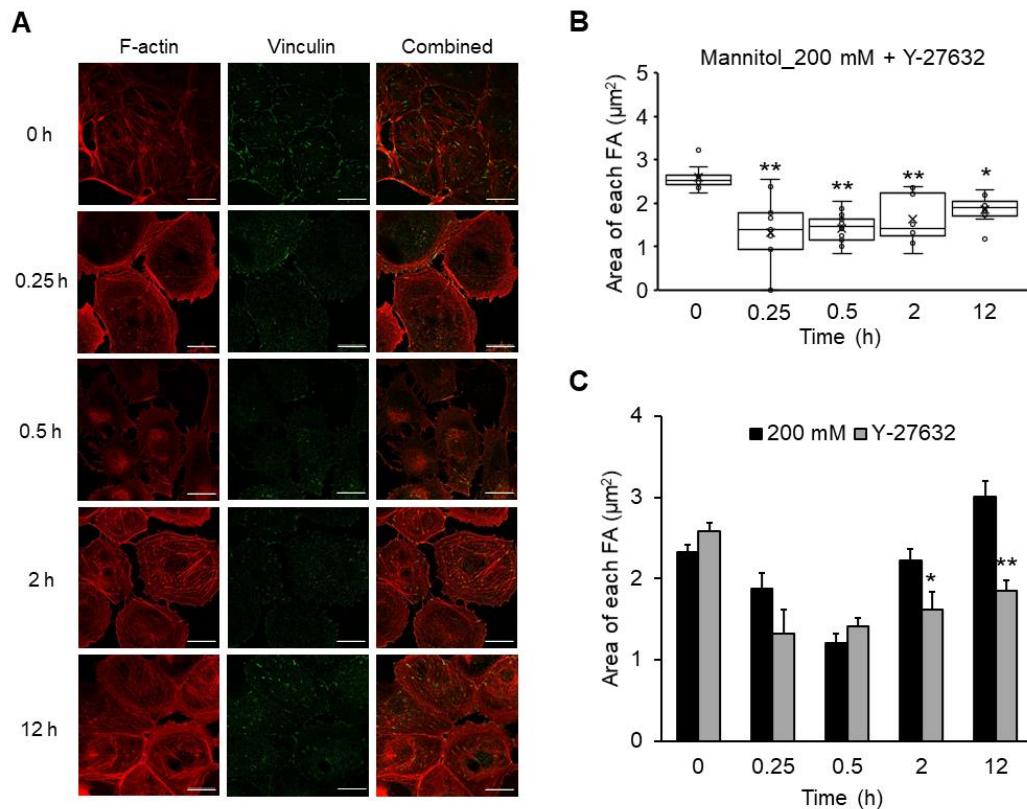 A
F-actin Vinculin Combined
0 h
0.25 h
0.5 h
2 h
12 h
B
Mannitol_200 mM + Y-27632
Area of each FA (µm²)
5
4
3
2
1
0
** ** ** *
0 0.25 0.5 2 12
Time (h)
C
Area of each FA (µm²)
4
3
2
1
0
200 mM Y-27632
* **
0 0.25 0.5 2 12
Time (h)